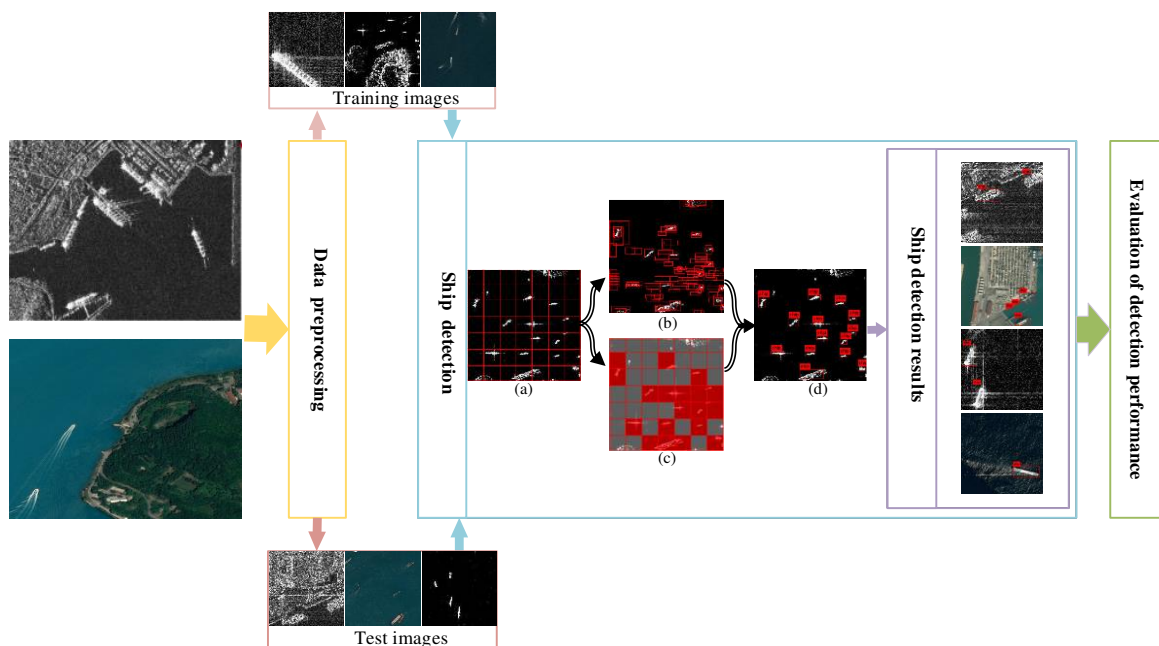 Training images
Data preprocessing
Ship
detection
(a)
(b)
(c)
(d)
Ship detection results
Evaluation of detection performance
Test images